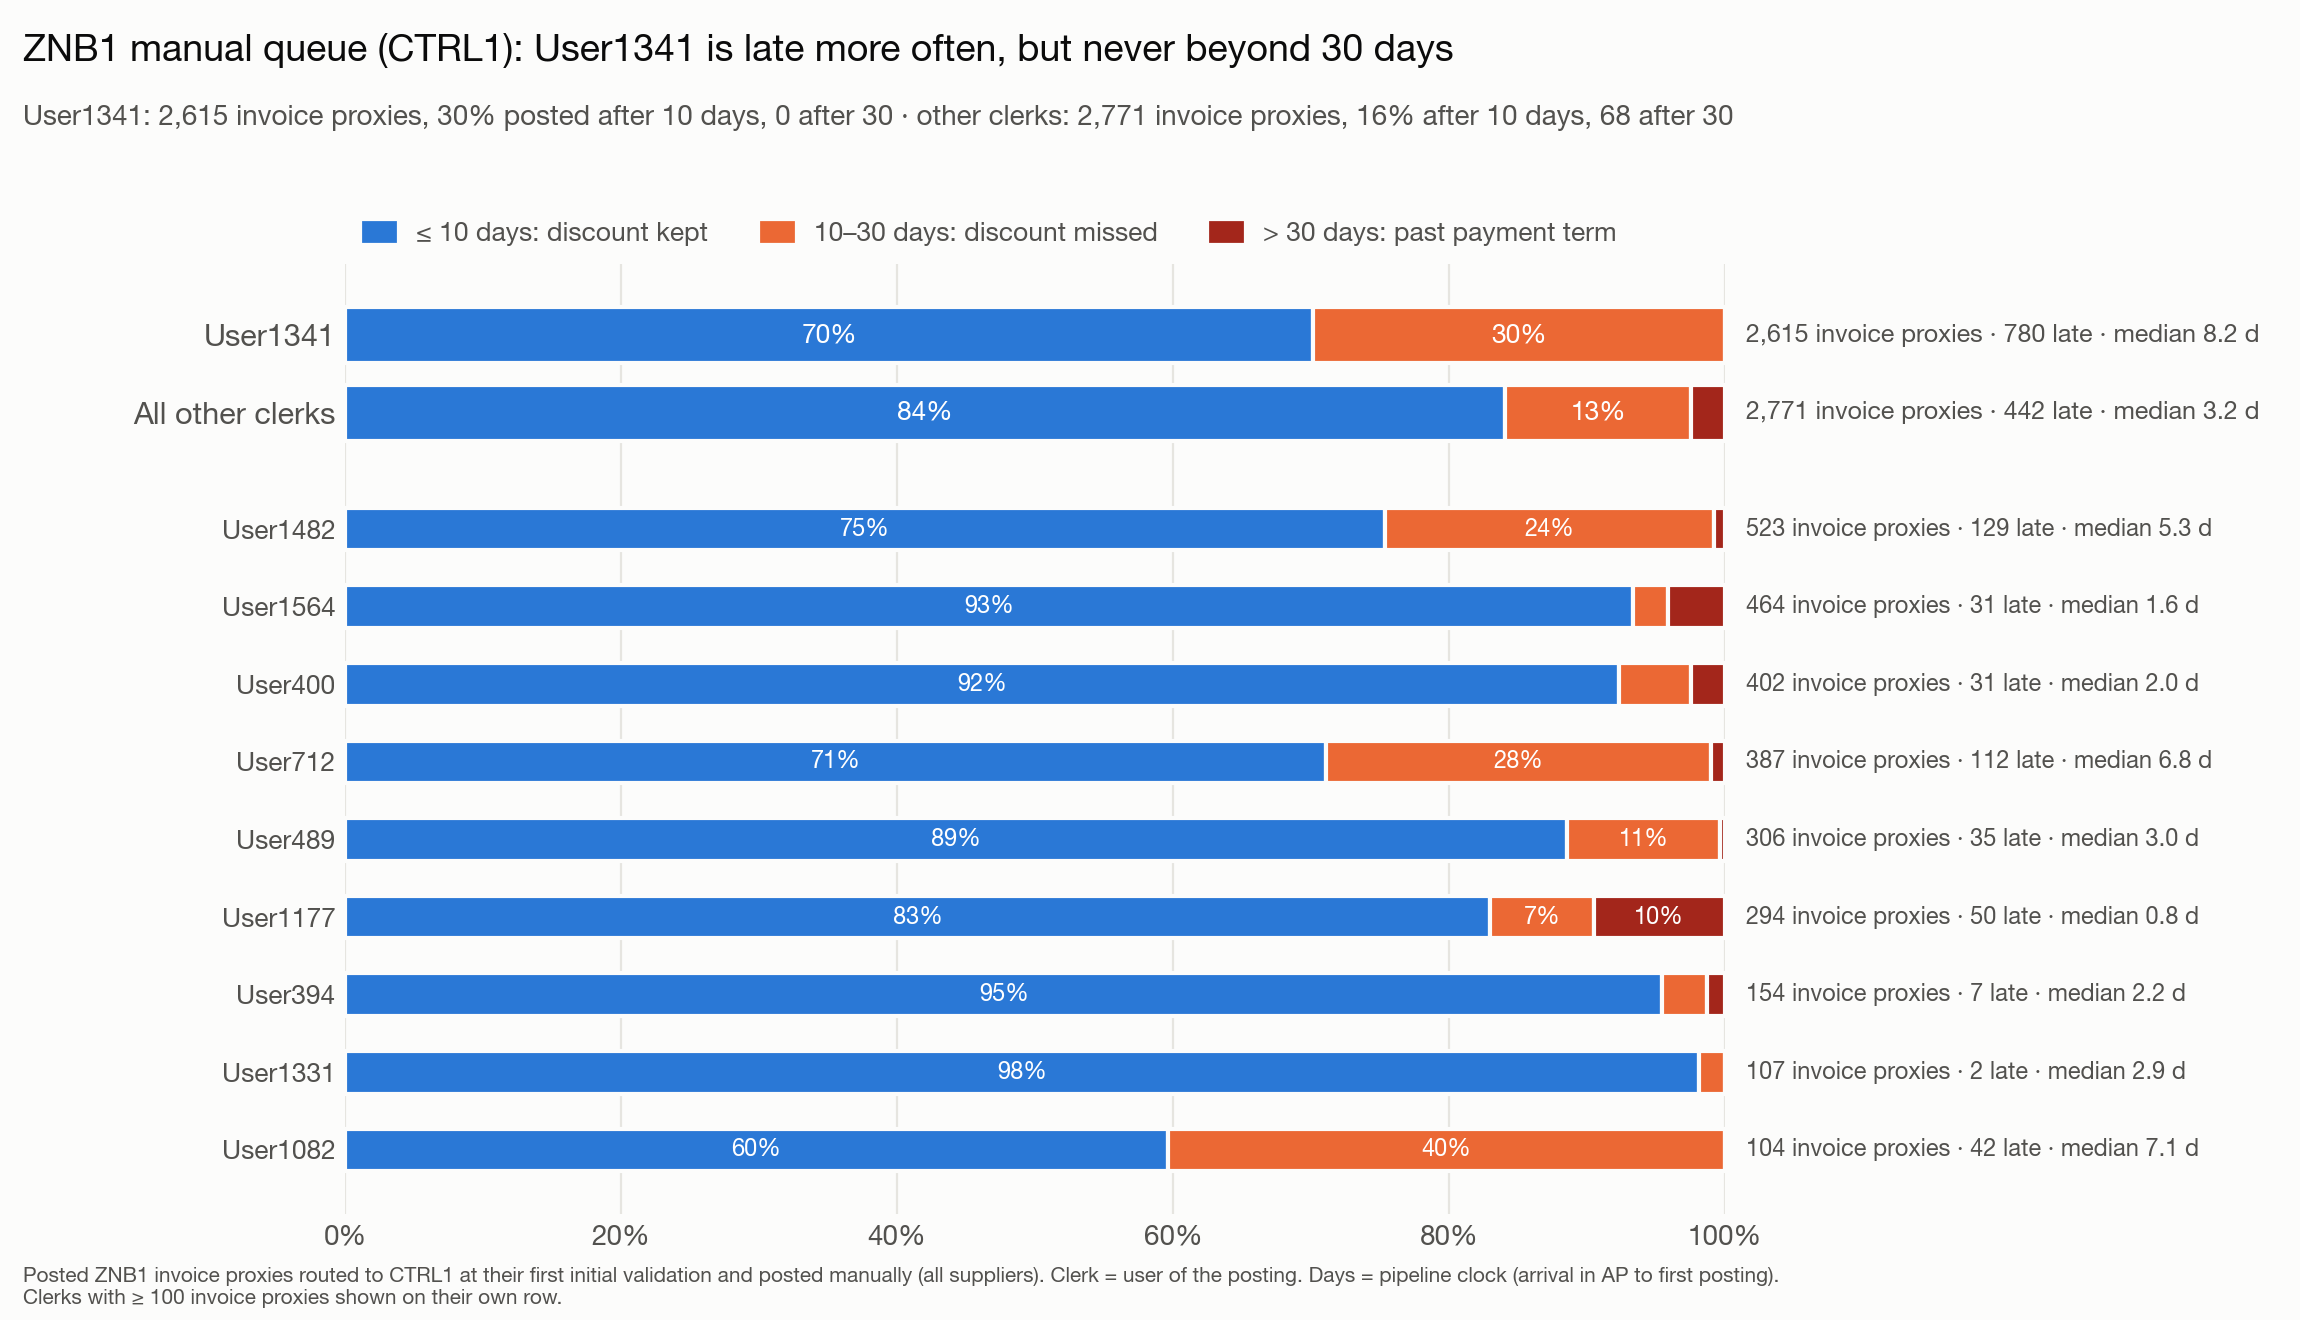 ZNB1 manual queue (CTRL1): User1341 is late more often, but never beyond 30 days
User1341: 2,615 invoice proxies, 30% posted after 10 days, 0 after 30 · other clerks: 2,771 invoice proxies, 16% after 10 days, 68 after 30
≤ 10 days: discount kept 10–30 days: discount missed > 30 days: past payment term
User1341 70% 30% 2,615 invoice proxies · 780 late · median 8.2 d
All other clerks 84% 13% 2,771 invoice proxies · 442 late · median 3.2 d
User1482 75% 24% 523 invoice proxies · 129 late · median 5.3 d
User1564 93% 464 invoice proxies · 31 late · median 1.6 d
User400 92% 402 invoice proxies · 31 late · median 2.0 d
User712 71% 28% 387 invoice proxies · 112 late · median 6.8 d
User489 89% 11% 306 invoice proxies · 35 late · median 3.0 d
User1177 83% 7% 10% 294 invoice proxies · 50 late · median 0.8 d
User394 95% 154 invoice proxies · 7 late · median 2.2 d
User1331 98% 107 invoice proxies · 2 late · median 2.9 d
User1082 60% 40% 104 invoice proxies · 42 late · median 7.1 d
0% 20% 40% 60% 80% 100%
Posted ZNB1 invoice proxies routed to CTRL1 at their first initial validation and posted manually (all suppliers). Clerk = user of the posting. Days = pipeline clock (arrival in AP to first posting).
Clerks with ≥ 100 invoice proxies shown on their own row.